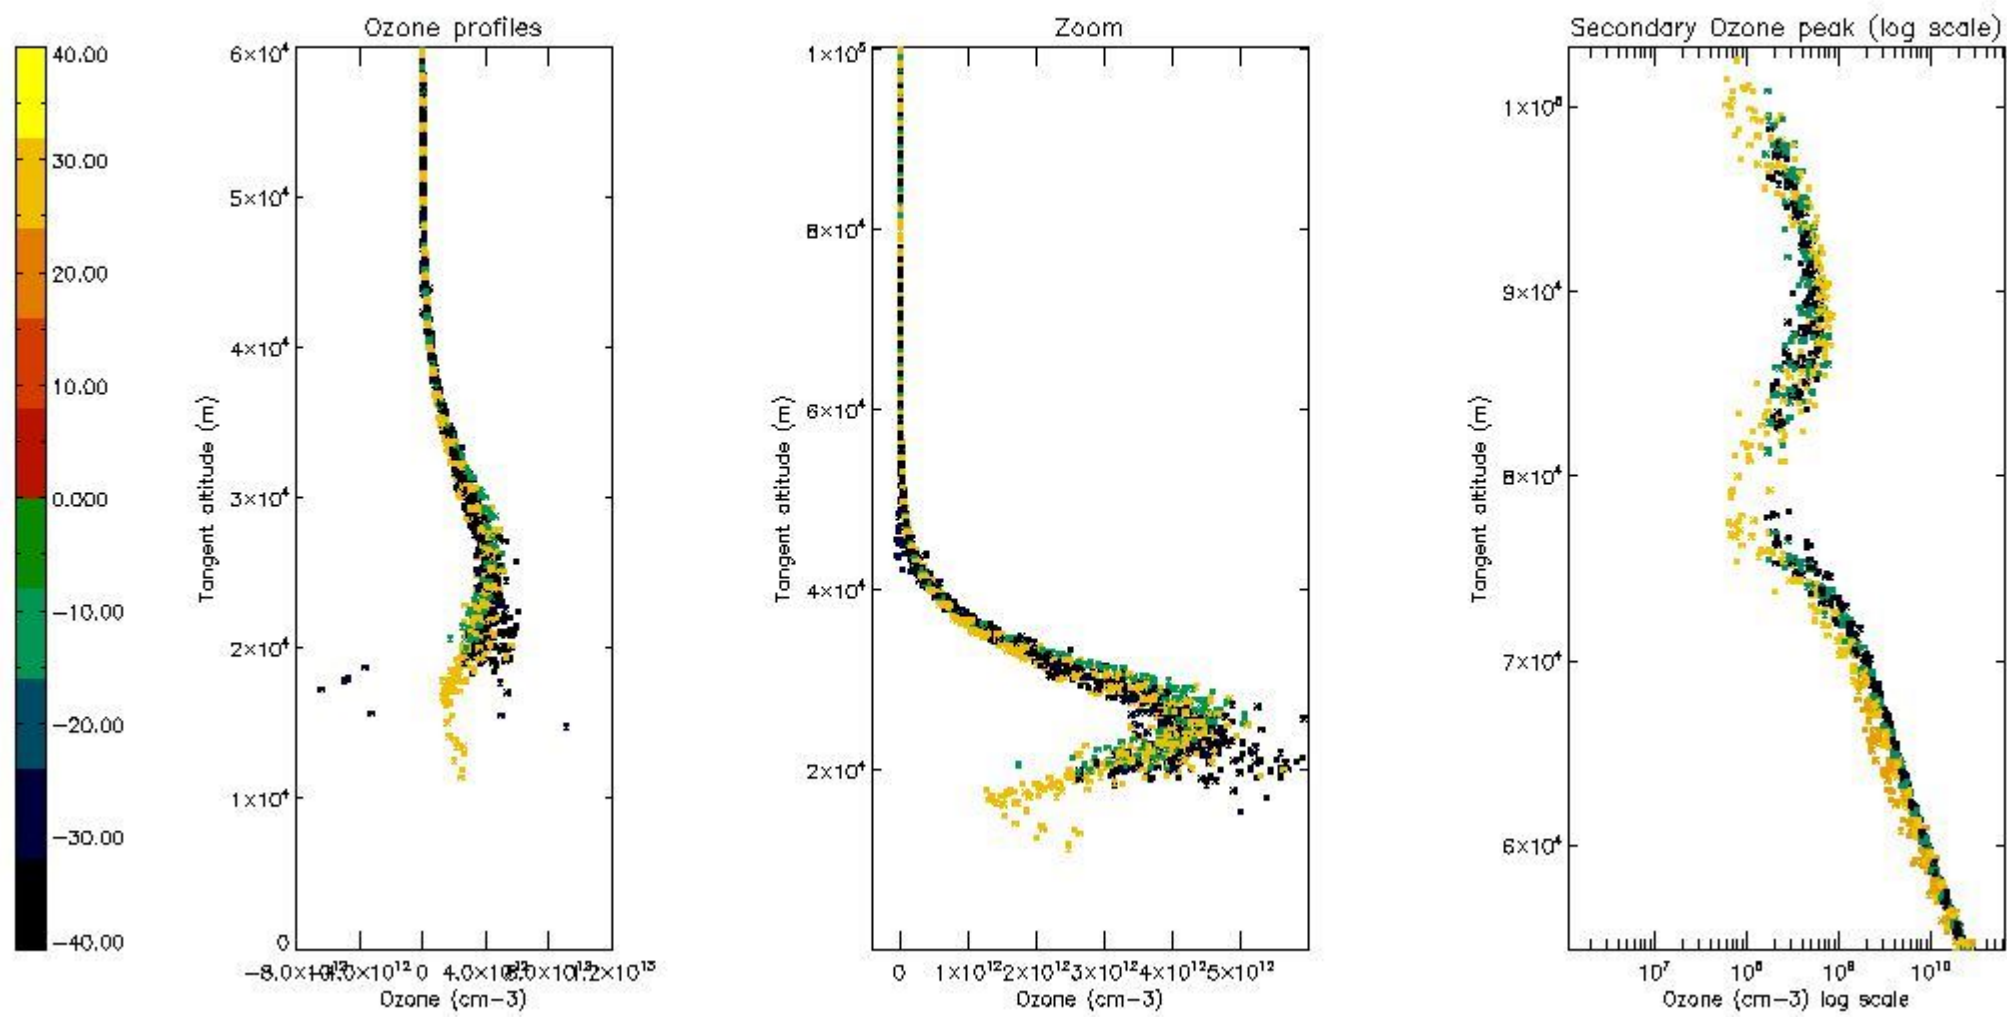 Ozone profiles
Zoom
Secondary Ozone peak (log scale)
40.00
30.00
20.00
10.00
0.000
−10.00
−20.00
−30.00
−40.00
6×10⁴
5×10⁴
4×10⁴
3×10⁴
2×10⁴
1×10⁴
0
Tangent altitude (m)
0
Ozone (cm−3)
1×10⁵
8×10⁴
6×10⁴
4×10⁴
2×10⁴
Tangent altitude (m)
0 1×10¹² 2×10¹² 3×10¹² 4×10¹² 5×10¹²
Ozone (cm−3)
9×10⁴
8×10⁴
7×10⁴
6×10⁴
Tangent altitude (m)
10⁷ 10⁸ 10⁹ 10¹⁰
Ozone (cm−3) log scale